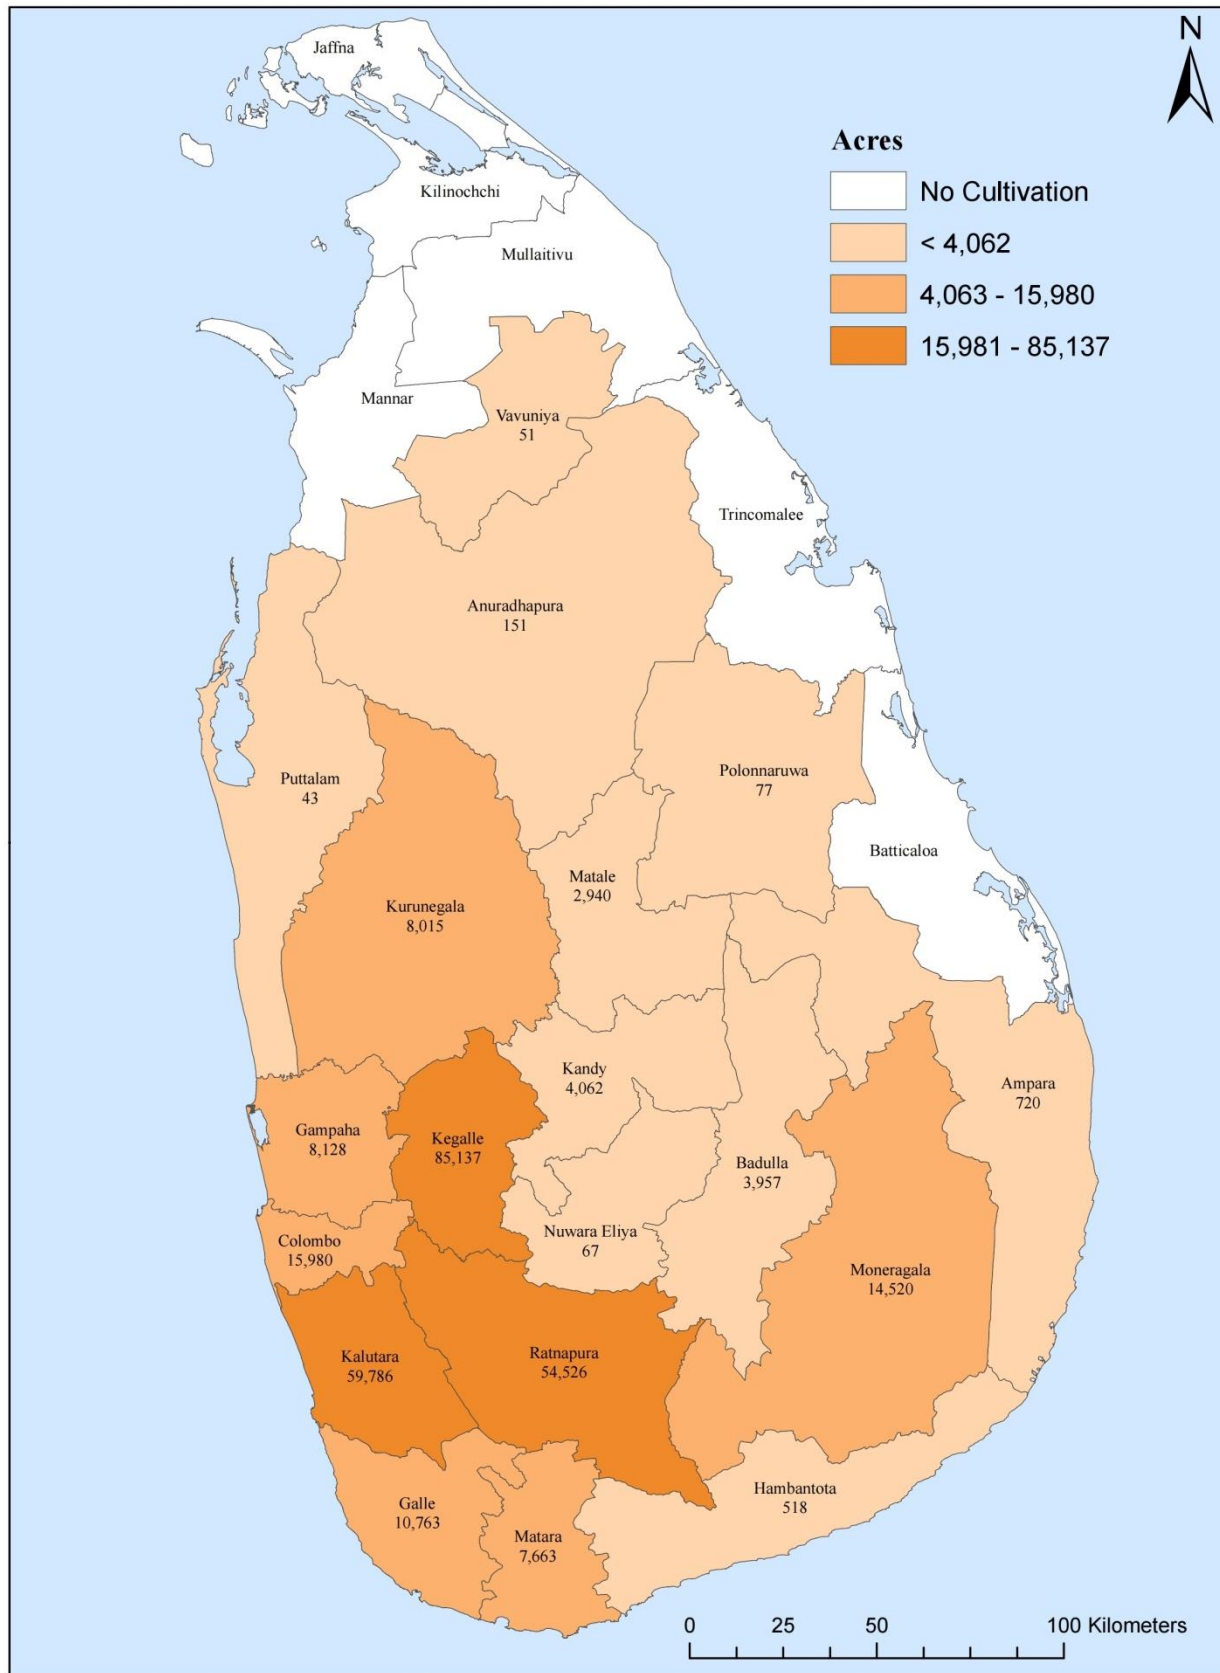 N
Jaffna
Acres
No Cultivation
< 4,062
4,063 - 15,980
15,981 - 85,137
Kilinochchi
Mullaitivu
Mannar
Vavuniya
51
Trincomalee
Anuradhapura
151
Puttalam
43
Polonnaruwa
77
Batticaloa
Matale
2,940
Kurunegala
8,015
Kandy
4,062
Ampara
720
Gampaha
8,128
Kegalle
85,137
Badulla
3,957
Nuwara Eliya
67
Colombo
15,980
Moneragala
14,520
Kalutara
59,786
Ratnapura
54,526
Hambantota
518
Galle
10,763
Matara
7,663
0 25 50 100 Kilometers